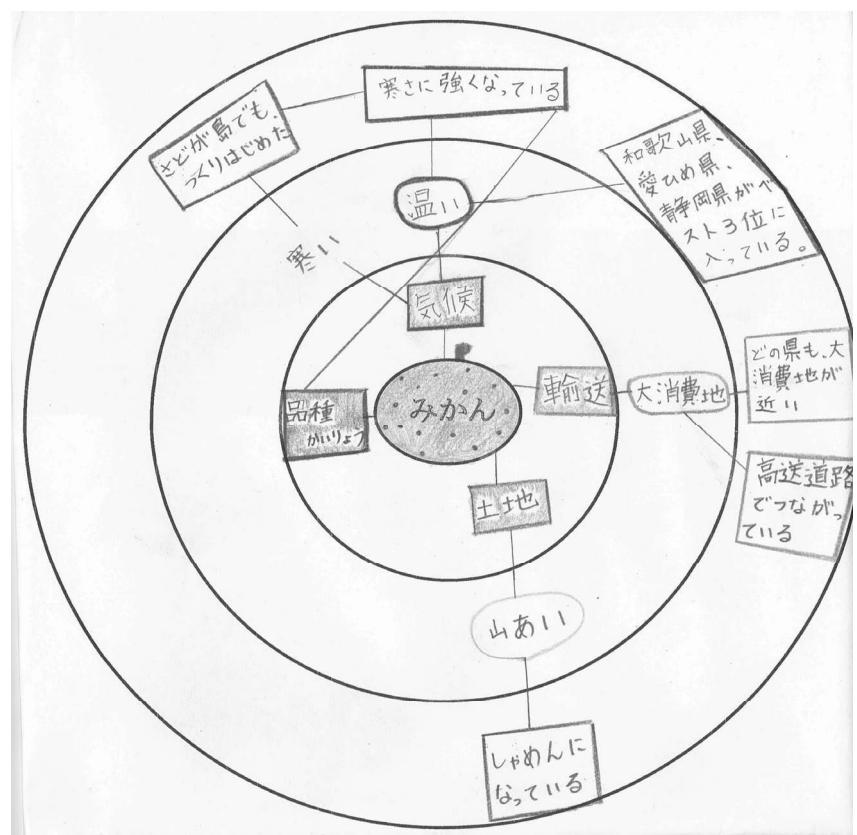 寒さに強くなっている
さどが島でも、
つくりはじめた
和歌山県、
愛ひめ県、
静岡県がベ
スト3位に
入っている。
温い
寒い
気候
みかん
輸送
大消費地
どの県も、大
消費地が
近い
品種
かいりょう
高送道路
でつながっ
ている
土地
山あい
しゃめんに
なっている